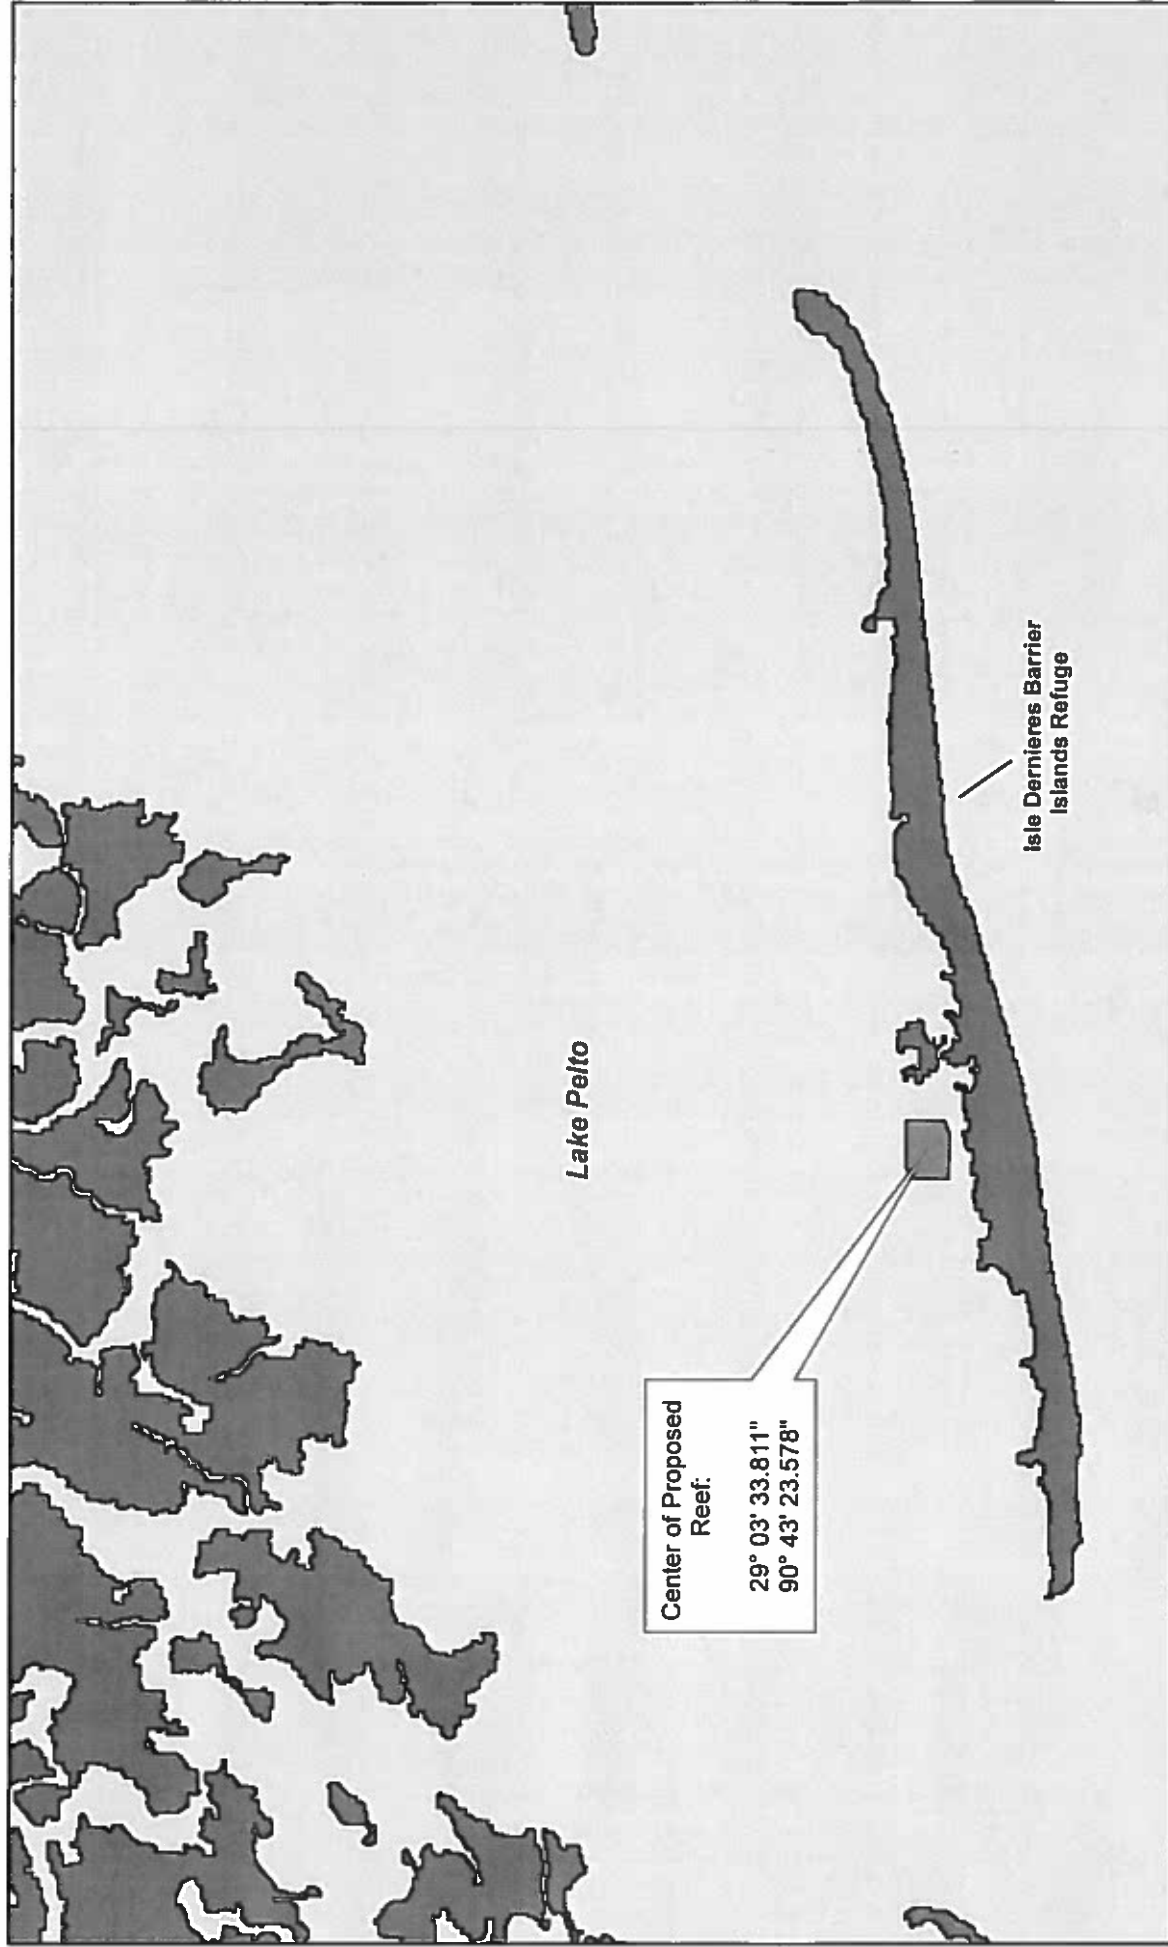 Lake Pelto
Center of Proposed
Reef:
29° 03' 33.811"
90° 43' 23.578"
Isle Dernieres Barrier
Islands Refuge